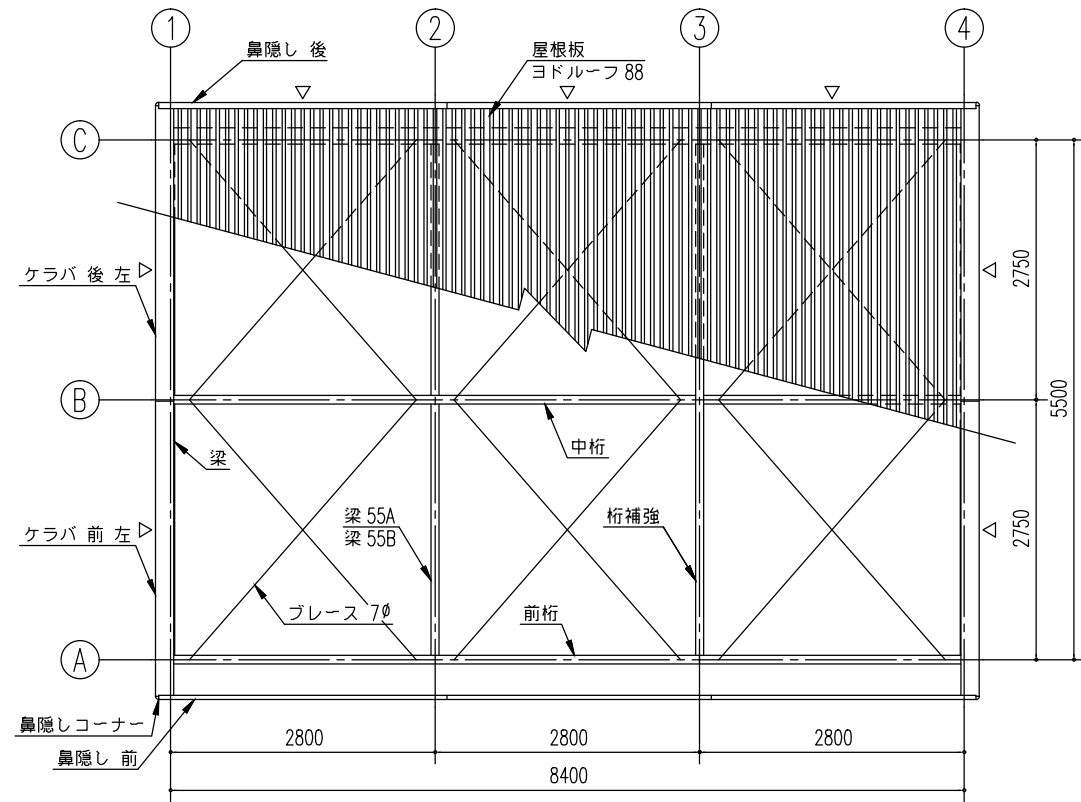 1
2
3
4
鼻隠し 後
屋根板
ヨドルーフ 88
C
ケラバ 後 左
2750
B
5500
中桁
梁
ケラバ 前 左
梁 55A
梁 55B
桁補強
2750
ブレース 7φ
前桁
A
鼻隠しコーナー
鼻隠し 前
2800
2800
2800
8400